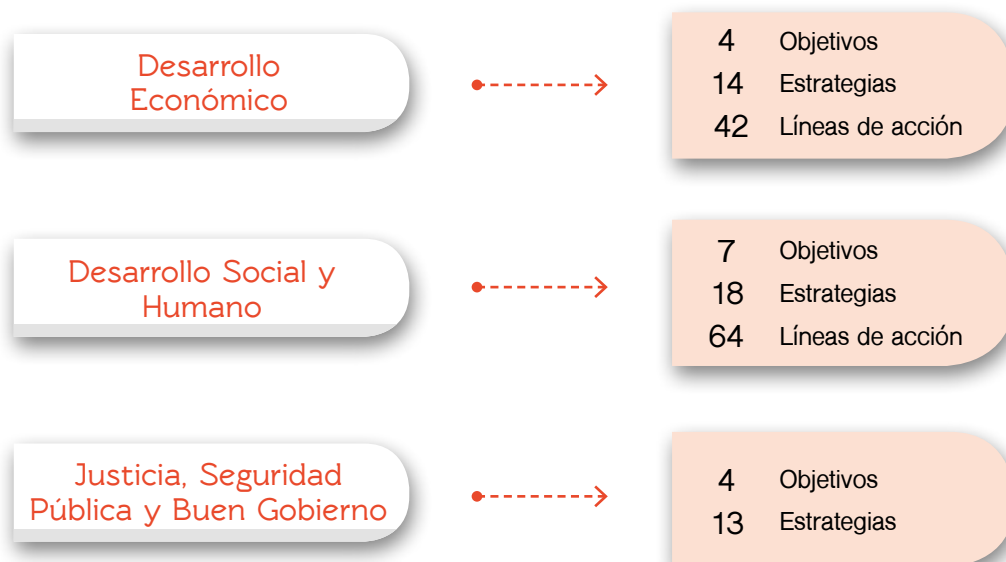 Desarrollo
Económico
4 Objetivos
14 Estrategias
42 Líneas de acción
Desarrollo Social y
Humano
7 Objetivos
18 Estrategias
64 Líneas de acción
Justicia, Seguridad
Pública y Buen Gobierno
4 Objetivos
13 Estrategias